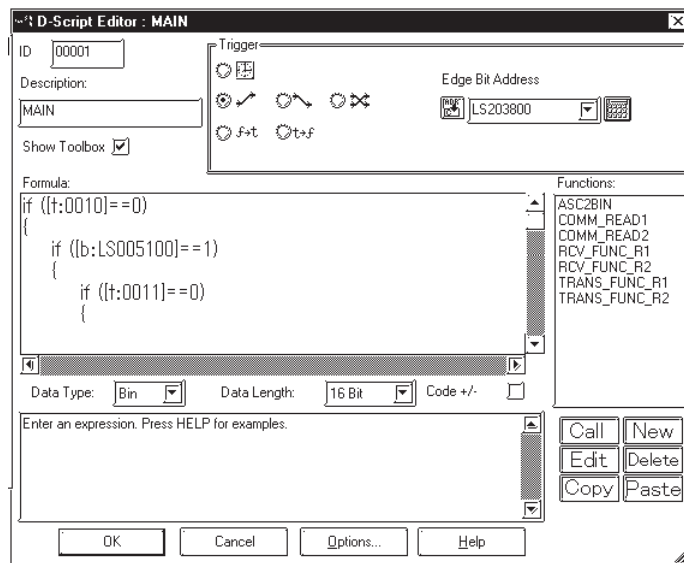 D-Script Editor : MAIN
ID 00001
Description:
MAIN
Show Toolbox
Trigger
f→t t→f
Edge Bit Address
ADR
LS203800
Formula:
if ([t:0010]==0)
{
if ([b:LS005100]==1)
{
if ([t:0011]==0)
{
Functions:
ASC2BIN
COMM_READ1
COMM_READ2
RCV_FUNC_R1
RCV_FUNC_R2
TRANS_FUNC_R1
TRANS_FUNC_R2
Data Type: Bin Data Length: 16 Bit Code +/-
Enter an expression. Press HELP for examples.
Call New
Edit Delete
Copy Paste
OK Cancel Options... Help